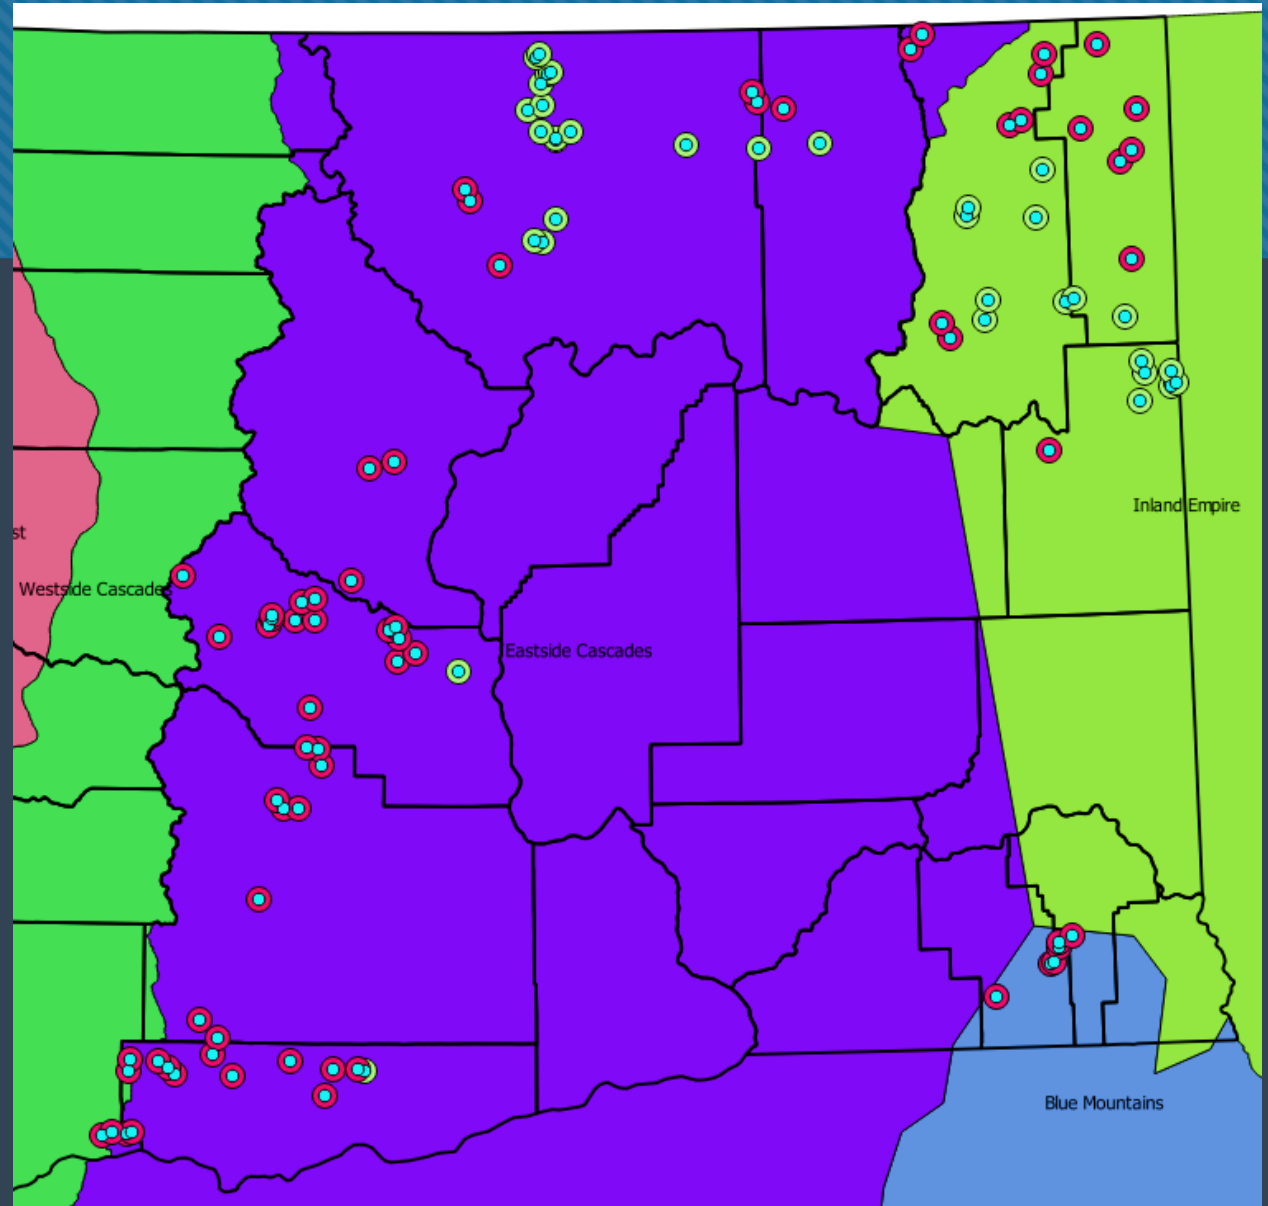 Inland Empire
st
Westside Cascades
Eastside Cascades
Blue Mountains